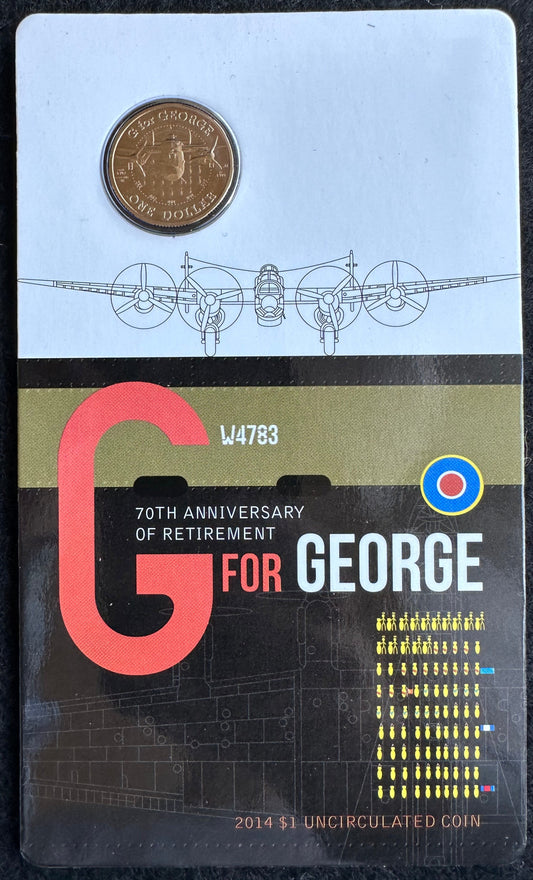 G for GEORGE
ONE DOLLAR
W4783
70TH ANNIVERSARY
OF RETIREMENT
G FOR GEORGE
2014 $1 UNCIRCULATED COIN